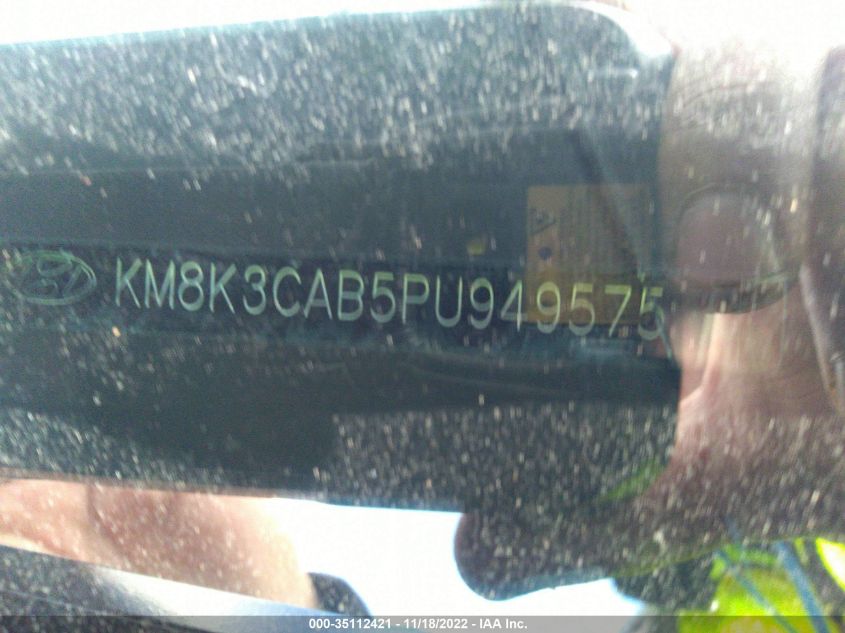 KM8K3CAB5PU949575
000-35112421 - 11/18/2022 - IAA Inc.